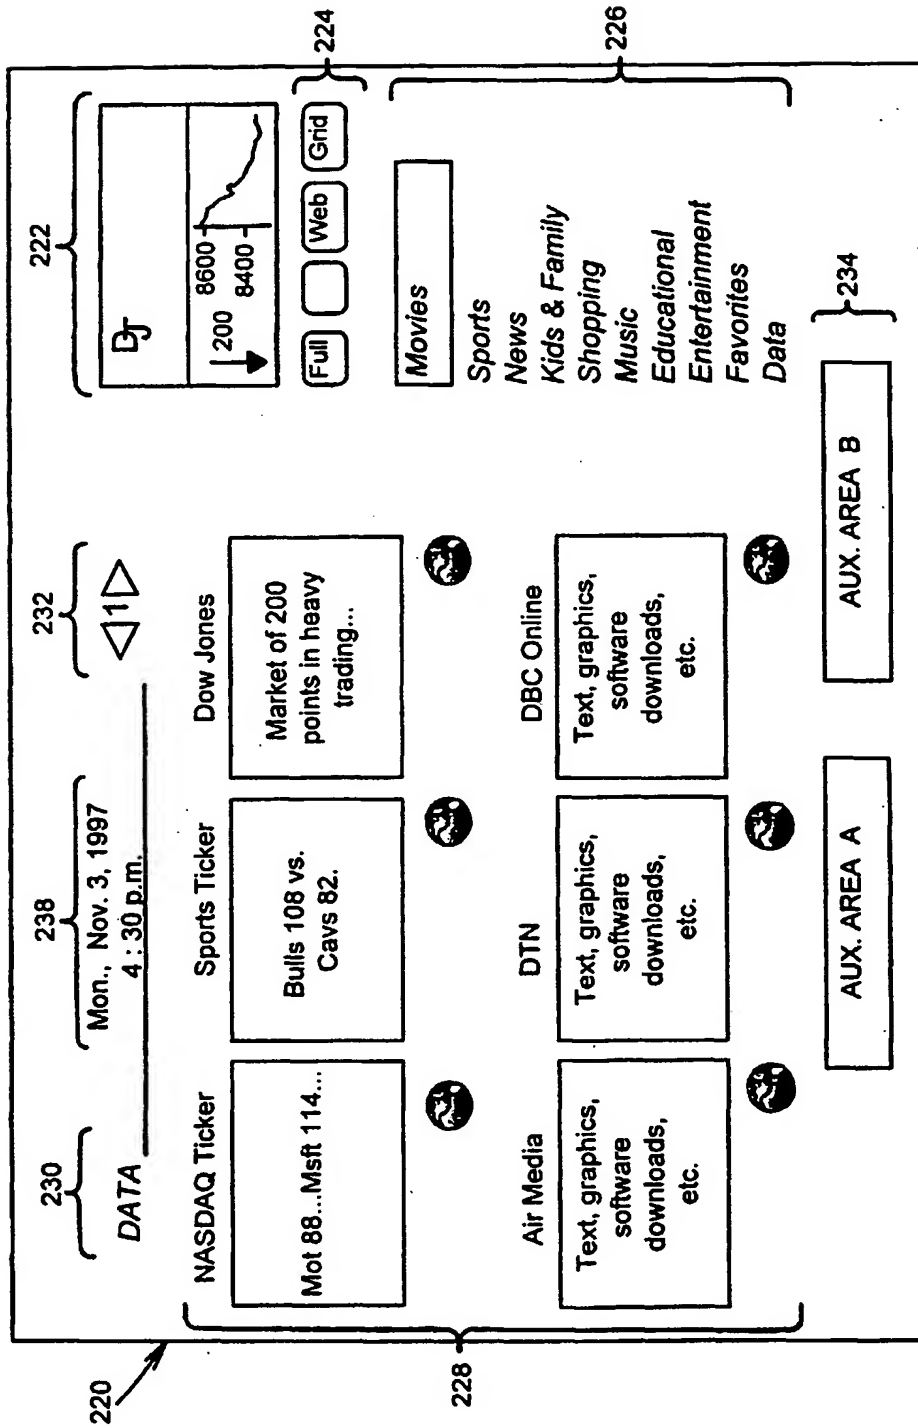 220
230
238
232
222
DATA
Mon., Nov. 3, 1997
4 : 30 p.m.
1
DJ
200
8600
8400
224
Full
Web
Grid
NASDAQ Ticker
Sports Ticker
Dow Jones
Mot 88...Msft 114...
Bulls 108 vs.
Cavs 82.
Market of 200
points in heavy
trading...
226
Movies
Sports
News
Kids & Family
Shopping
Music
Educational
Entertainment
Favorites
Data
228
Air Media
DTN
DBC Online
Text, graphics,
software
downloads,
etc.
Text, graphics,
software
downloads,
etc.
Text, graphics,
software
downloads,
etc.
AUX. AREA A
AUX. AREA B
234